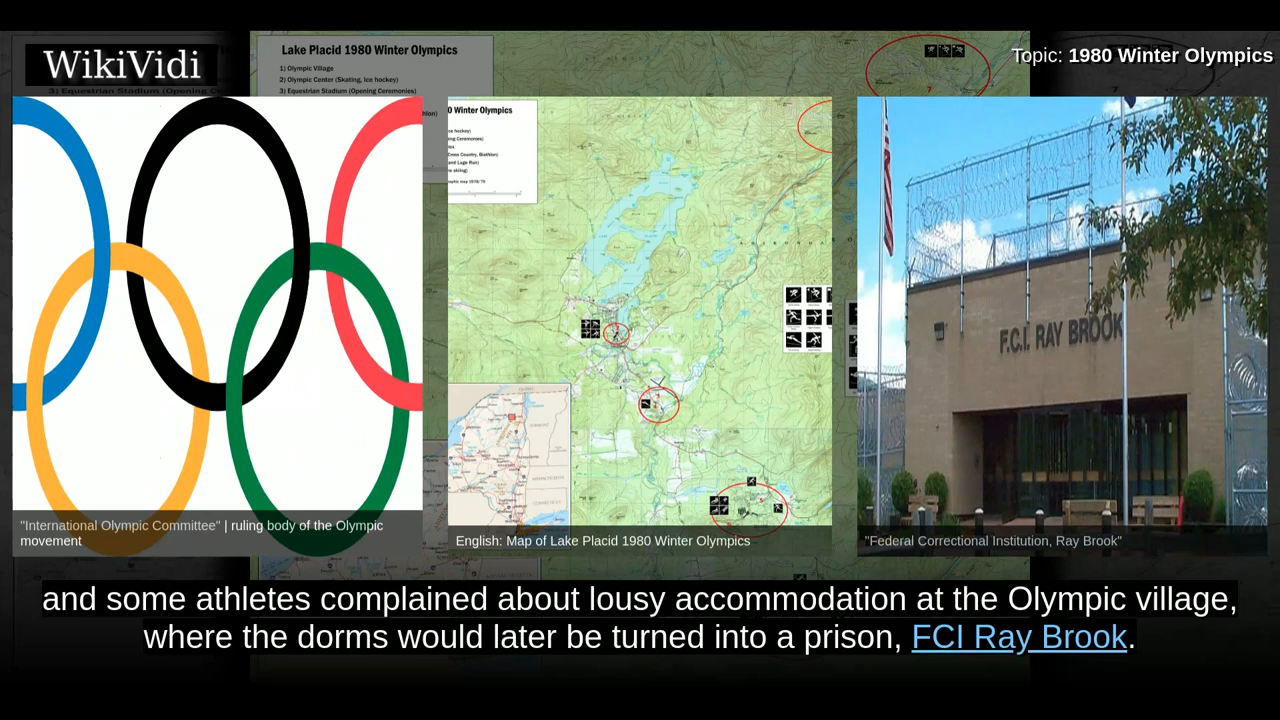 WikiVidi
Topic: 1980 Winter Olympics
Lake Placid 1980 Winter Olympics
1) Olympic Village
2) Olympic Center (Skating, Ice hockey)
3) Equestrian Stadium (Opening Ceremonies)
0 Winter Olympics
F.C.I. RAY BROOK
"International Olympic Committee" | ruling body of the Olympic
movement
English: Map of Lake Placid 1980 Winter Olympics
"Federal Correctional Institution, Ray Brook"
and some athletes complained about lousy accommodation at the Olympic village,
where the dorms would later be turned into a prison, FCI Ray Brook.